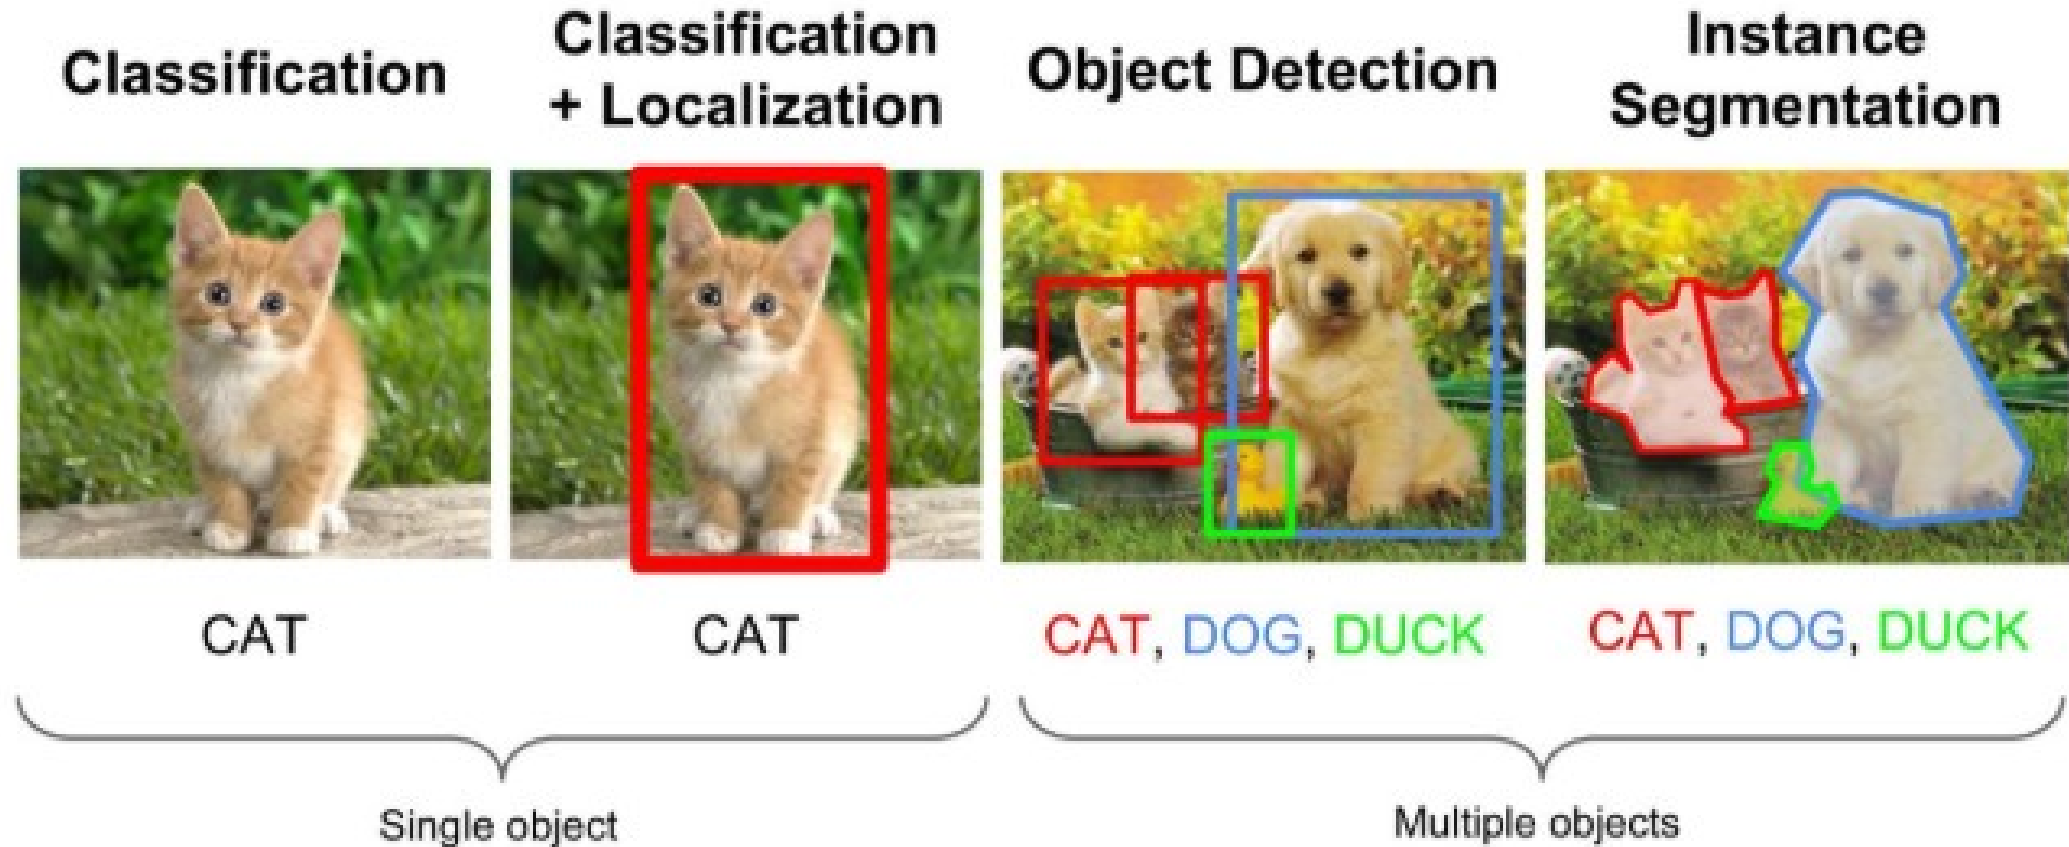 Classification
Classification
+ Localization
Object Detection
Instance
Segmentation
CAT
CAT
CAT, DOG, DUCK
CAT, DOG, DUCK
Single object
Multiple objects